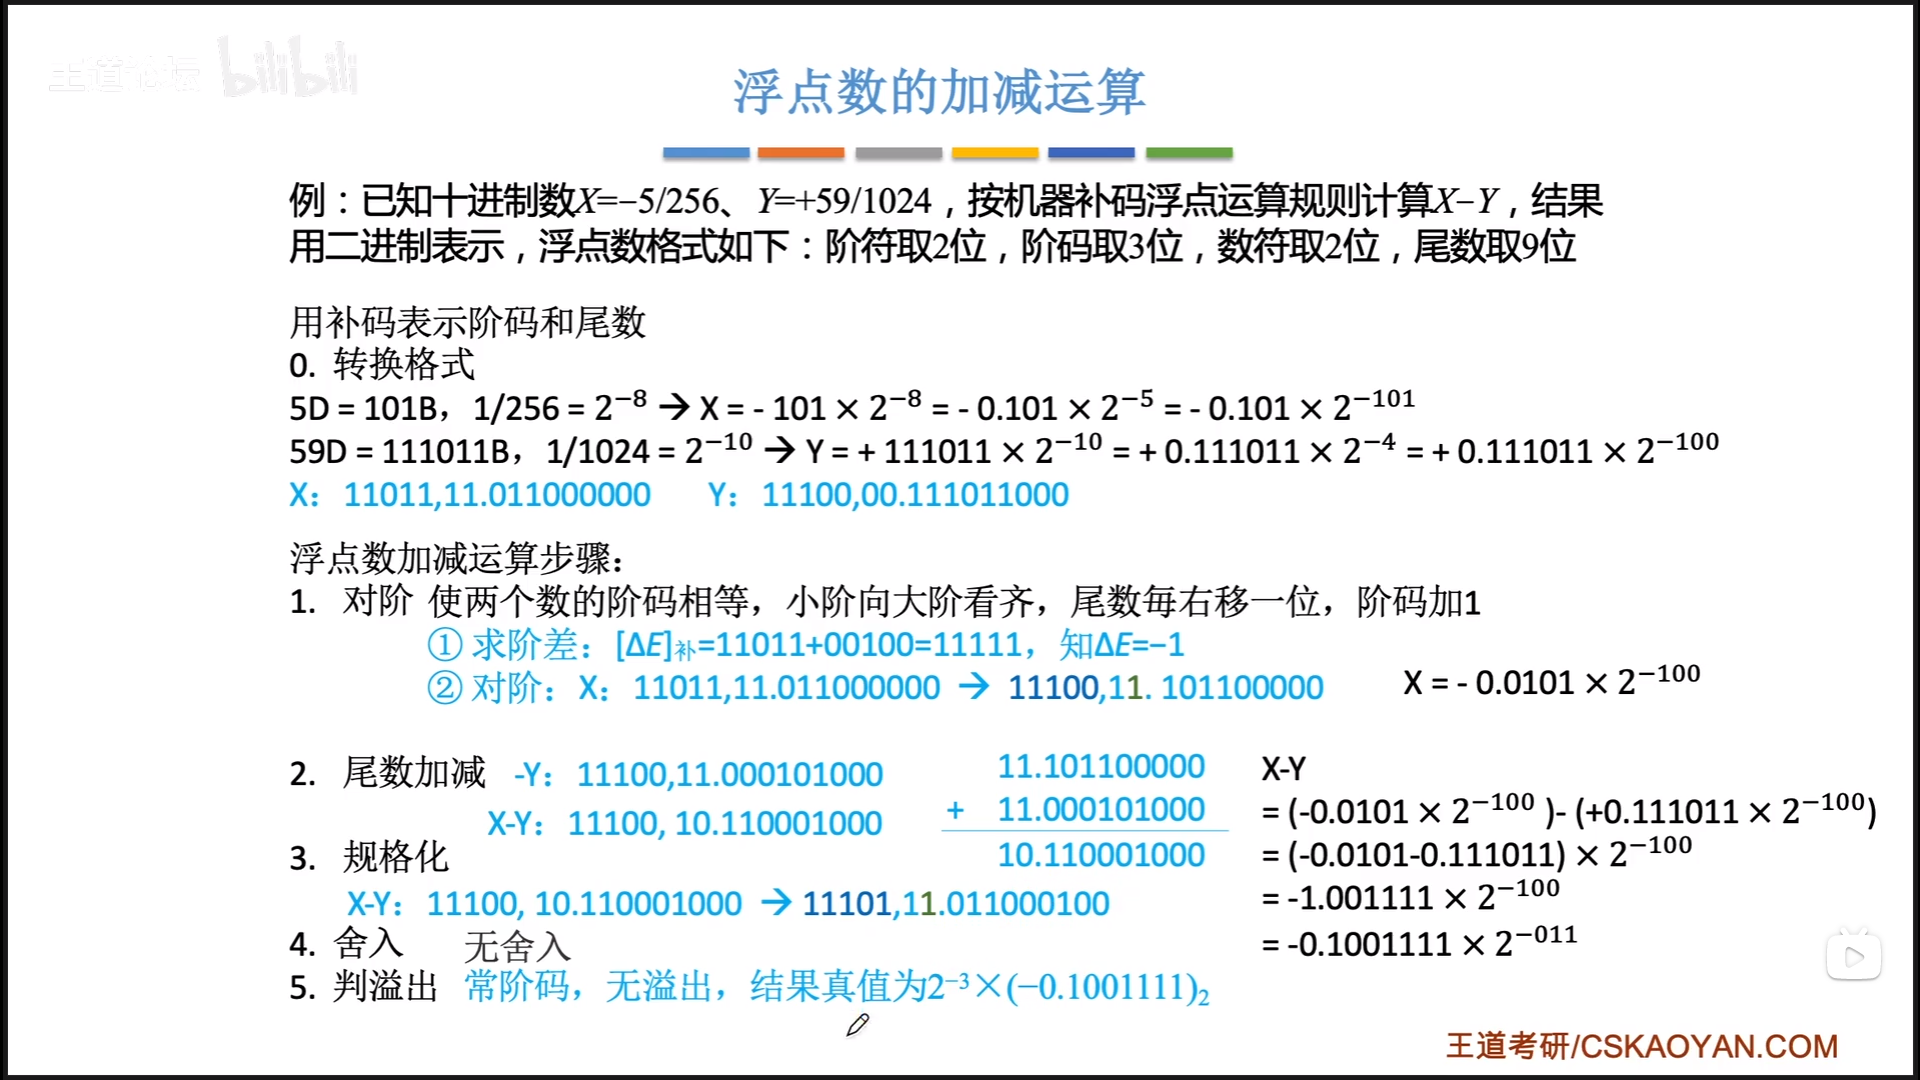 王道论坛 bilibili
浮点数的加减运算
例：已知十进制数X=−5/256、Y=+59/1024，按机器补码浮点运算规则计算X−Y，结果
用二进制表示，浮点数格式如下：阶符取2位，阶码取3位，数符取2位，尾数取9位
用补码表示阶码和尾数
0. 转换格式
5D = 101B，1/256 = 2⁻⁸ → X = - 101 × 2⁻⁸ = - 0.101 × 2⁻⁵ = - 0.101 × 2⁻¹⁰¹
59D = 111011B，1/1024 = 2⁻¹⁰ → Y = + 111011 × 2⁻¹⁰ = + 0.111011 × 2⁻⁴ = + 0.111011 × 2⁻¹⁰⁰
X：11011,11.011000000 Y：11100,00.111011000
浮点数加减运算步骤：
1. 对阶 使两个数的阶码相等，小阶向大阶看齐，尾数每右移一位，阶码加1
① 求阶差：[ΔE]补=11011+00100=11111，知ΔE=−1
② 对阶：X：11011,11.011000000 → 11100,11. 101100000 X = - 0.0101 × 2⁻¹⁰⁰
2. 尾数加减 -Y：11100,11.000101000
X-Y：11100, 10.110001000
11.101100000
+ 11.000101000
10.110001000
X-Y
= (-0.0101 × 2⁻¹⁰⁰ )- (+0.111011 × 2⁻¹⁰⁰)
= (-0.0101-0.111011) × 2⁻¹⁰⁰
= -1.001111 × 2⁻¹⁰⁰
= -0.1001111 × 2⁻⁰¹¹
3. 规格化
X-Y：11100, 10.110001000 → 11101,11.011000100
4. 舍入 无舍入
5. 判溢出 常阶码，无溢出，结果真值为2⁻³×(−0.1001111)₂
王道考研/CSKAOYAN.COM